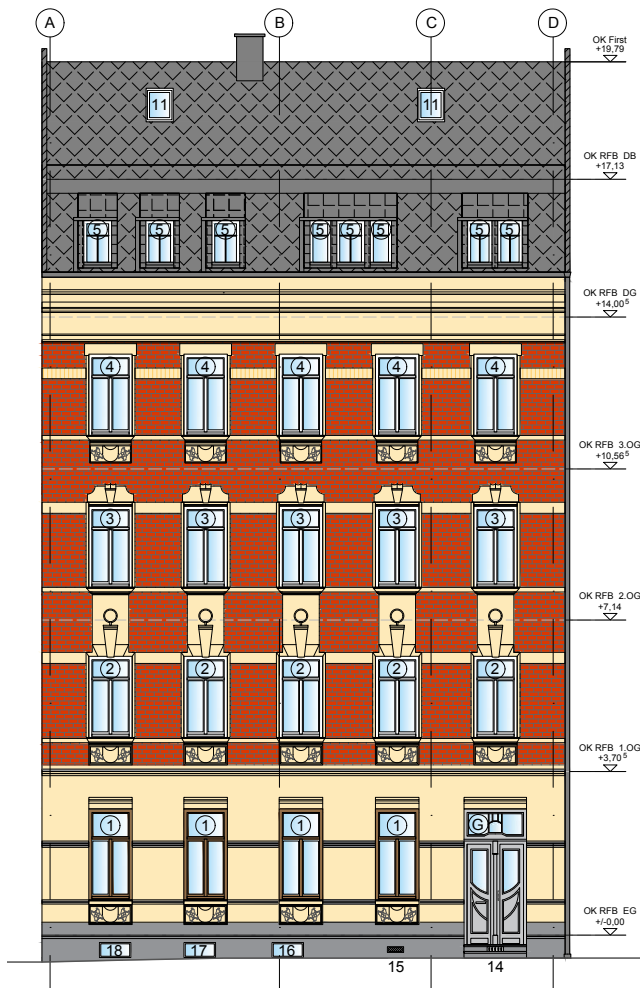 A B C D
OK First
+19,79
11 11
OK RFB DB
+17,13
5 5 5 5 5 5 5 5
OK RFB DG
+14,00⁵
4 4 4 4 4
OK RFB 3.OG
+10,56⁵
3 3 3 3 3
OK RFB 2.OG
+7,14
2 2 2 2 2
OK RFB 1.OG
+3,70⁵
1 1 1 1 G
OK RFB EG
+/-0,00
18 17 16
15 14